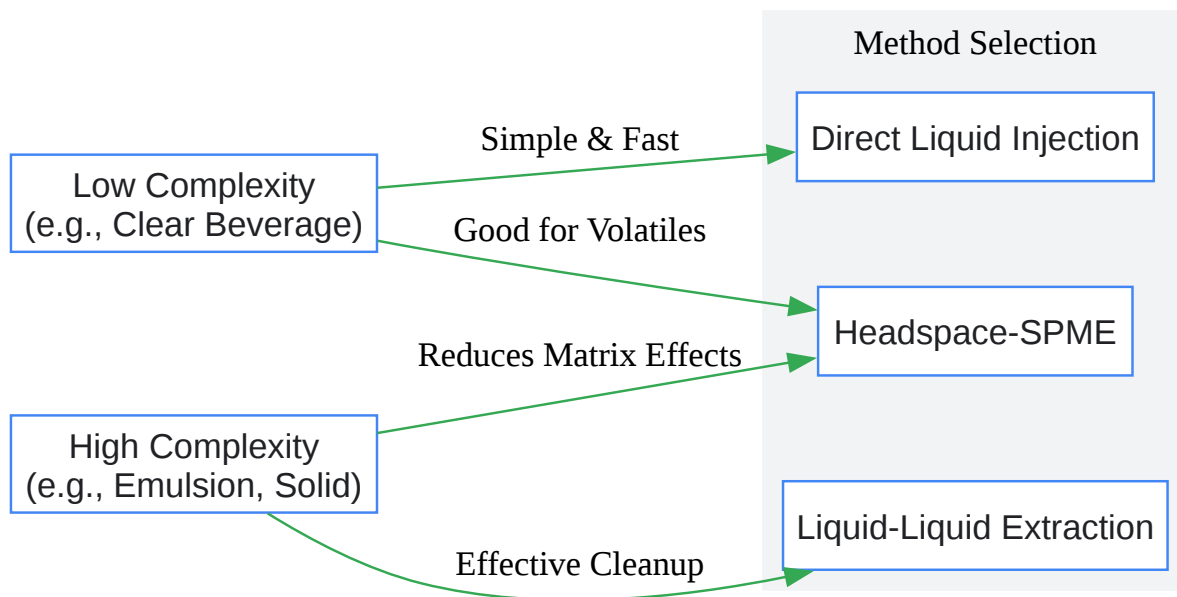 Method Selection
Simple & Fast
Direct Liquid Injection
Low Complexity
(e.g., Clear Beverage)
Good for Volatiles
Headspace-SPME
Reduces Matrix Effects
High Complexity
(e.g., Emulsion, Solid)
Liquid-Liquid Extraction
Effective Cleanup